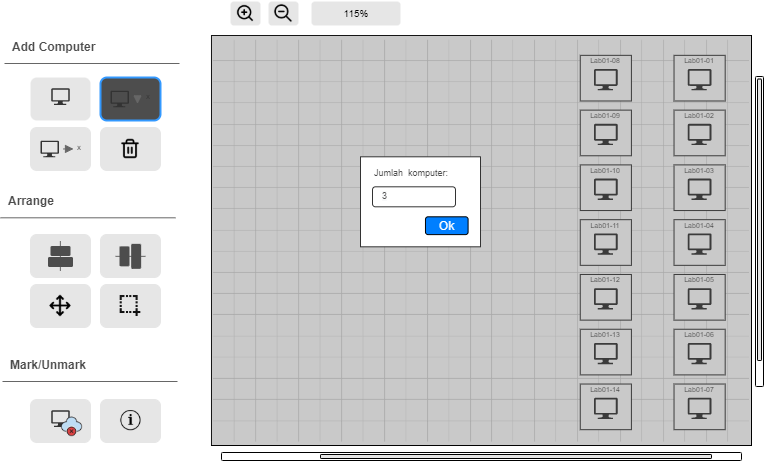 115%
Add Computer
x
x
Arrange
Mark/Unmark
Jumlah komputer:
3
Ok
Lab01-08
Lab01-01
Lab01-09
Lab01-02
Lab01-10
Lab01-03
Lab01-11
Lab01-04
Lab01-12
Lab01-05
Lab01-13
Lab01-06
Lab01-14
Lab01-07